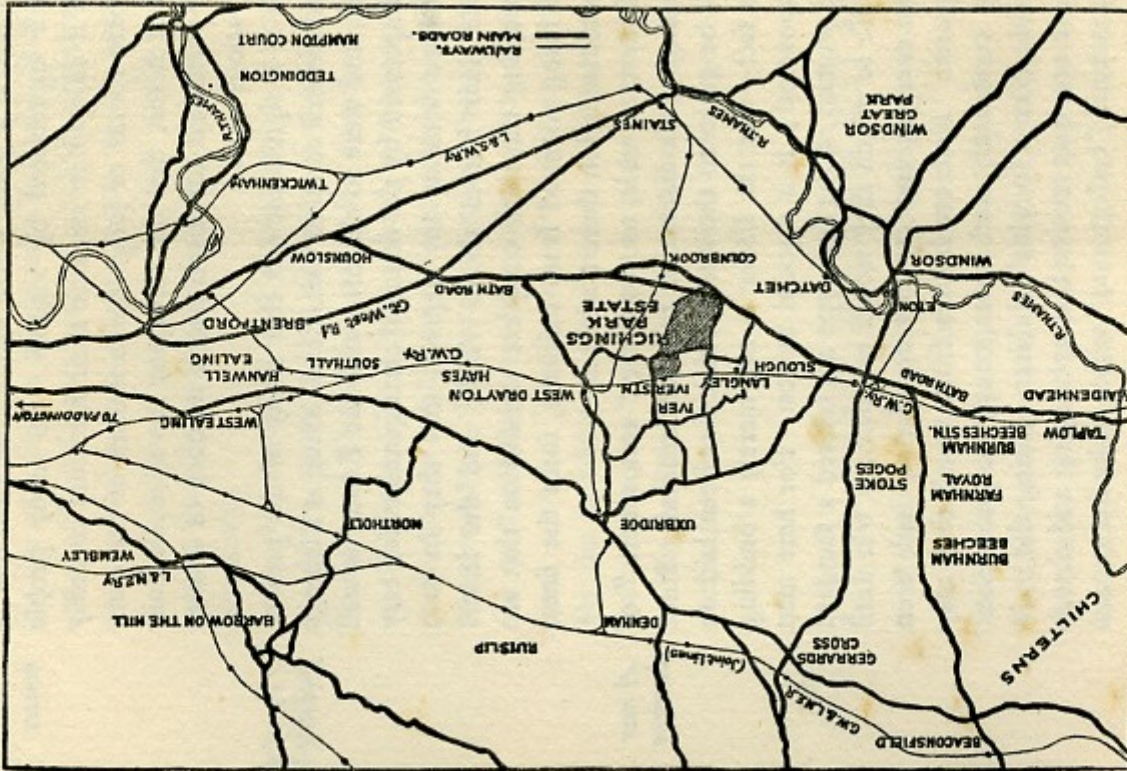 BEACONSFIELD
G.W. & L.N.E.R
(Joint Lines)
CHILTERNS
GERRARDS
CROSS
DENHAM
RUISLIP
HARROW ON THE HILL
L.& N.E.Ry
WEMBLEY
BURNHAM
BEECHES
FARNHAM
ROYAL
STOKE
POGES
UXBRIDGE
NORTHOLT
BURNHAM
BEECHES STN.
TAPLOW
MAIDENHEAD
BATH ROAD
G.W.Ry.
SLOUGH
LANGLEY
IVER
IVER STN
WEST DRAYTON
HAYES
G.W.Ry
SOUTHALL
WEST EALING
TO PADDINGTON
HANWELL
EALING
R.THAMES
ETON
WINDSOR
DATCHET
COLNBROOK
RICHINGS
PARK
ESTATE
BATH ROAD
Gt. West Rd
BRENTFORD
HOUNSLOW
TWICKENHAM
WINDSOR
GREAT
PARK
R.THAMES
STAINES
L.& S.W.Ry
R.THAMES
TEDDINGTON
HAMPTON COURT
RAILWAYS.
MAIN ROADS.